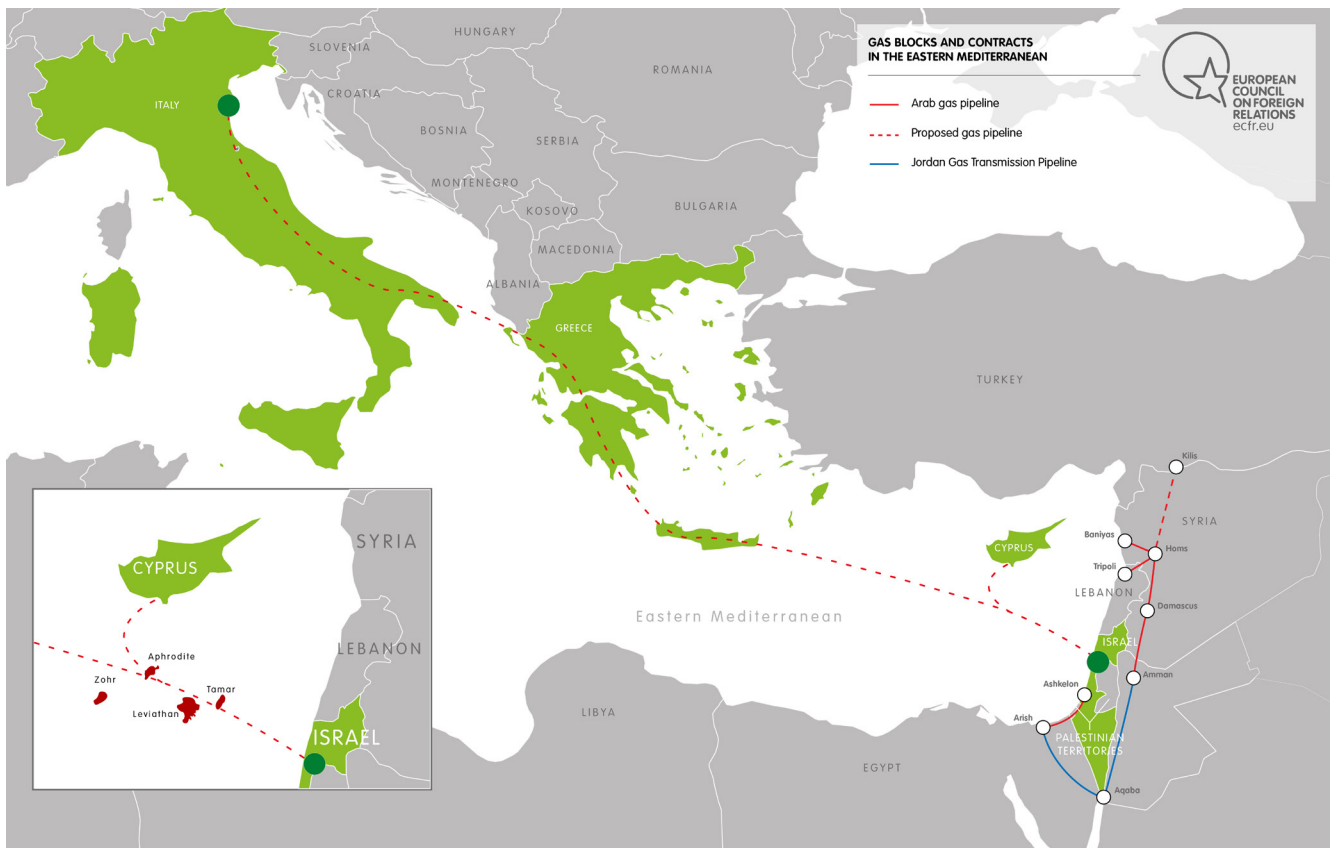 GAS BLOCKS AND CONTRACTS
IN THE EASTERN MEDITERRANEAN
Arab gas pipeline
Proposed gas pipeline
Jordan Gas Transmission Pipeline
EUROPEAN
COUNCIL
ON FOREIGN
RELATIONS
ecfr.eu
HUNGARY
SLOVENIA
ROMANIA
CROATIA
ITALY
BOSNIA
SERBIA
MONTENEGRO
KOSOVO
BULGARIA
MACEDONIA
ALBANIA
GREECE
TURKEY
Kilis
SYRIA
Baniyas
Homs
CYPRUS
Tripoli
LEBANON
Damascus
Eastern Mediterranean
ISRAEL
Amman
Ashkelon
Arish
LIBYA
PALESTINIAN
TERRITORIES
EGYPT
Aqaba
SYRIA
CYPRUS
LEBANON
Aphrodite
Zohr
Tamar
Leviathan
ISRAEL